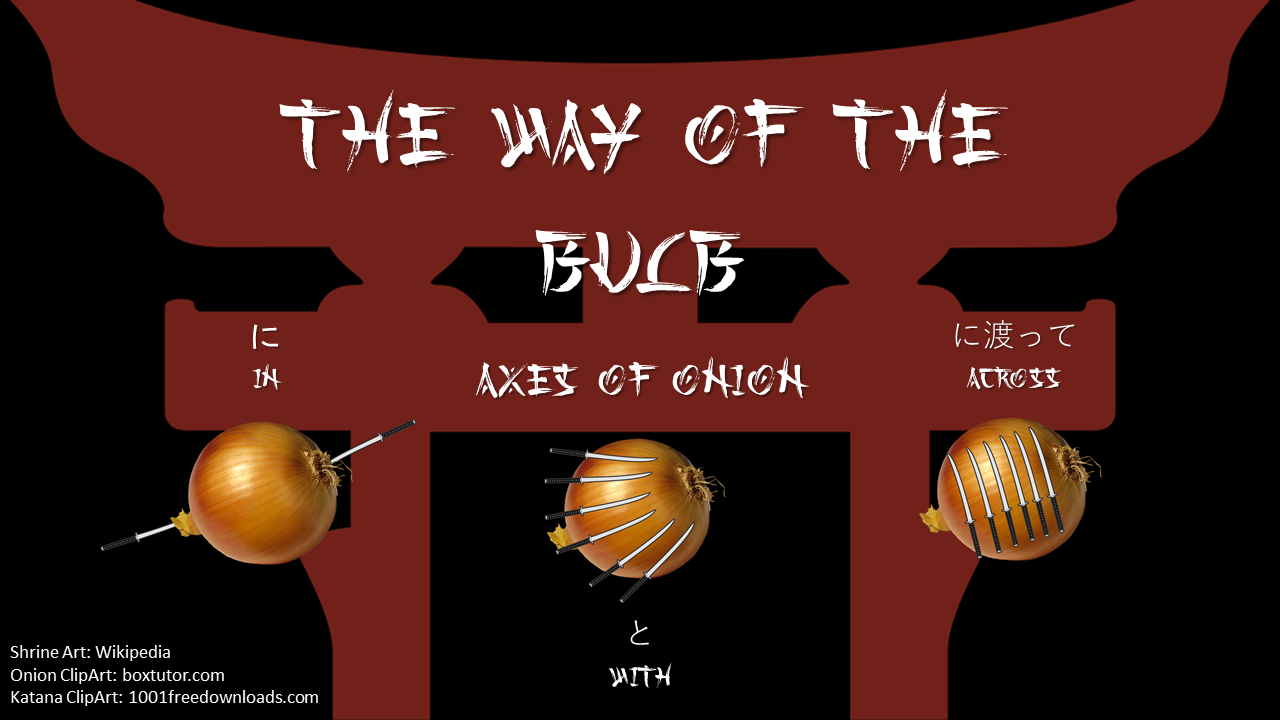 THE WAY OF THE
BULB
に
IN
AXES OF ONION
に渡って
ACROSS
と
WITH
Shrine Art: Wikipedia
Onion ClipArt: boxtutor.com
Katana ClipArt: 1001freedownloads.com